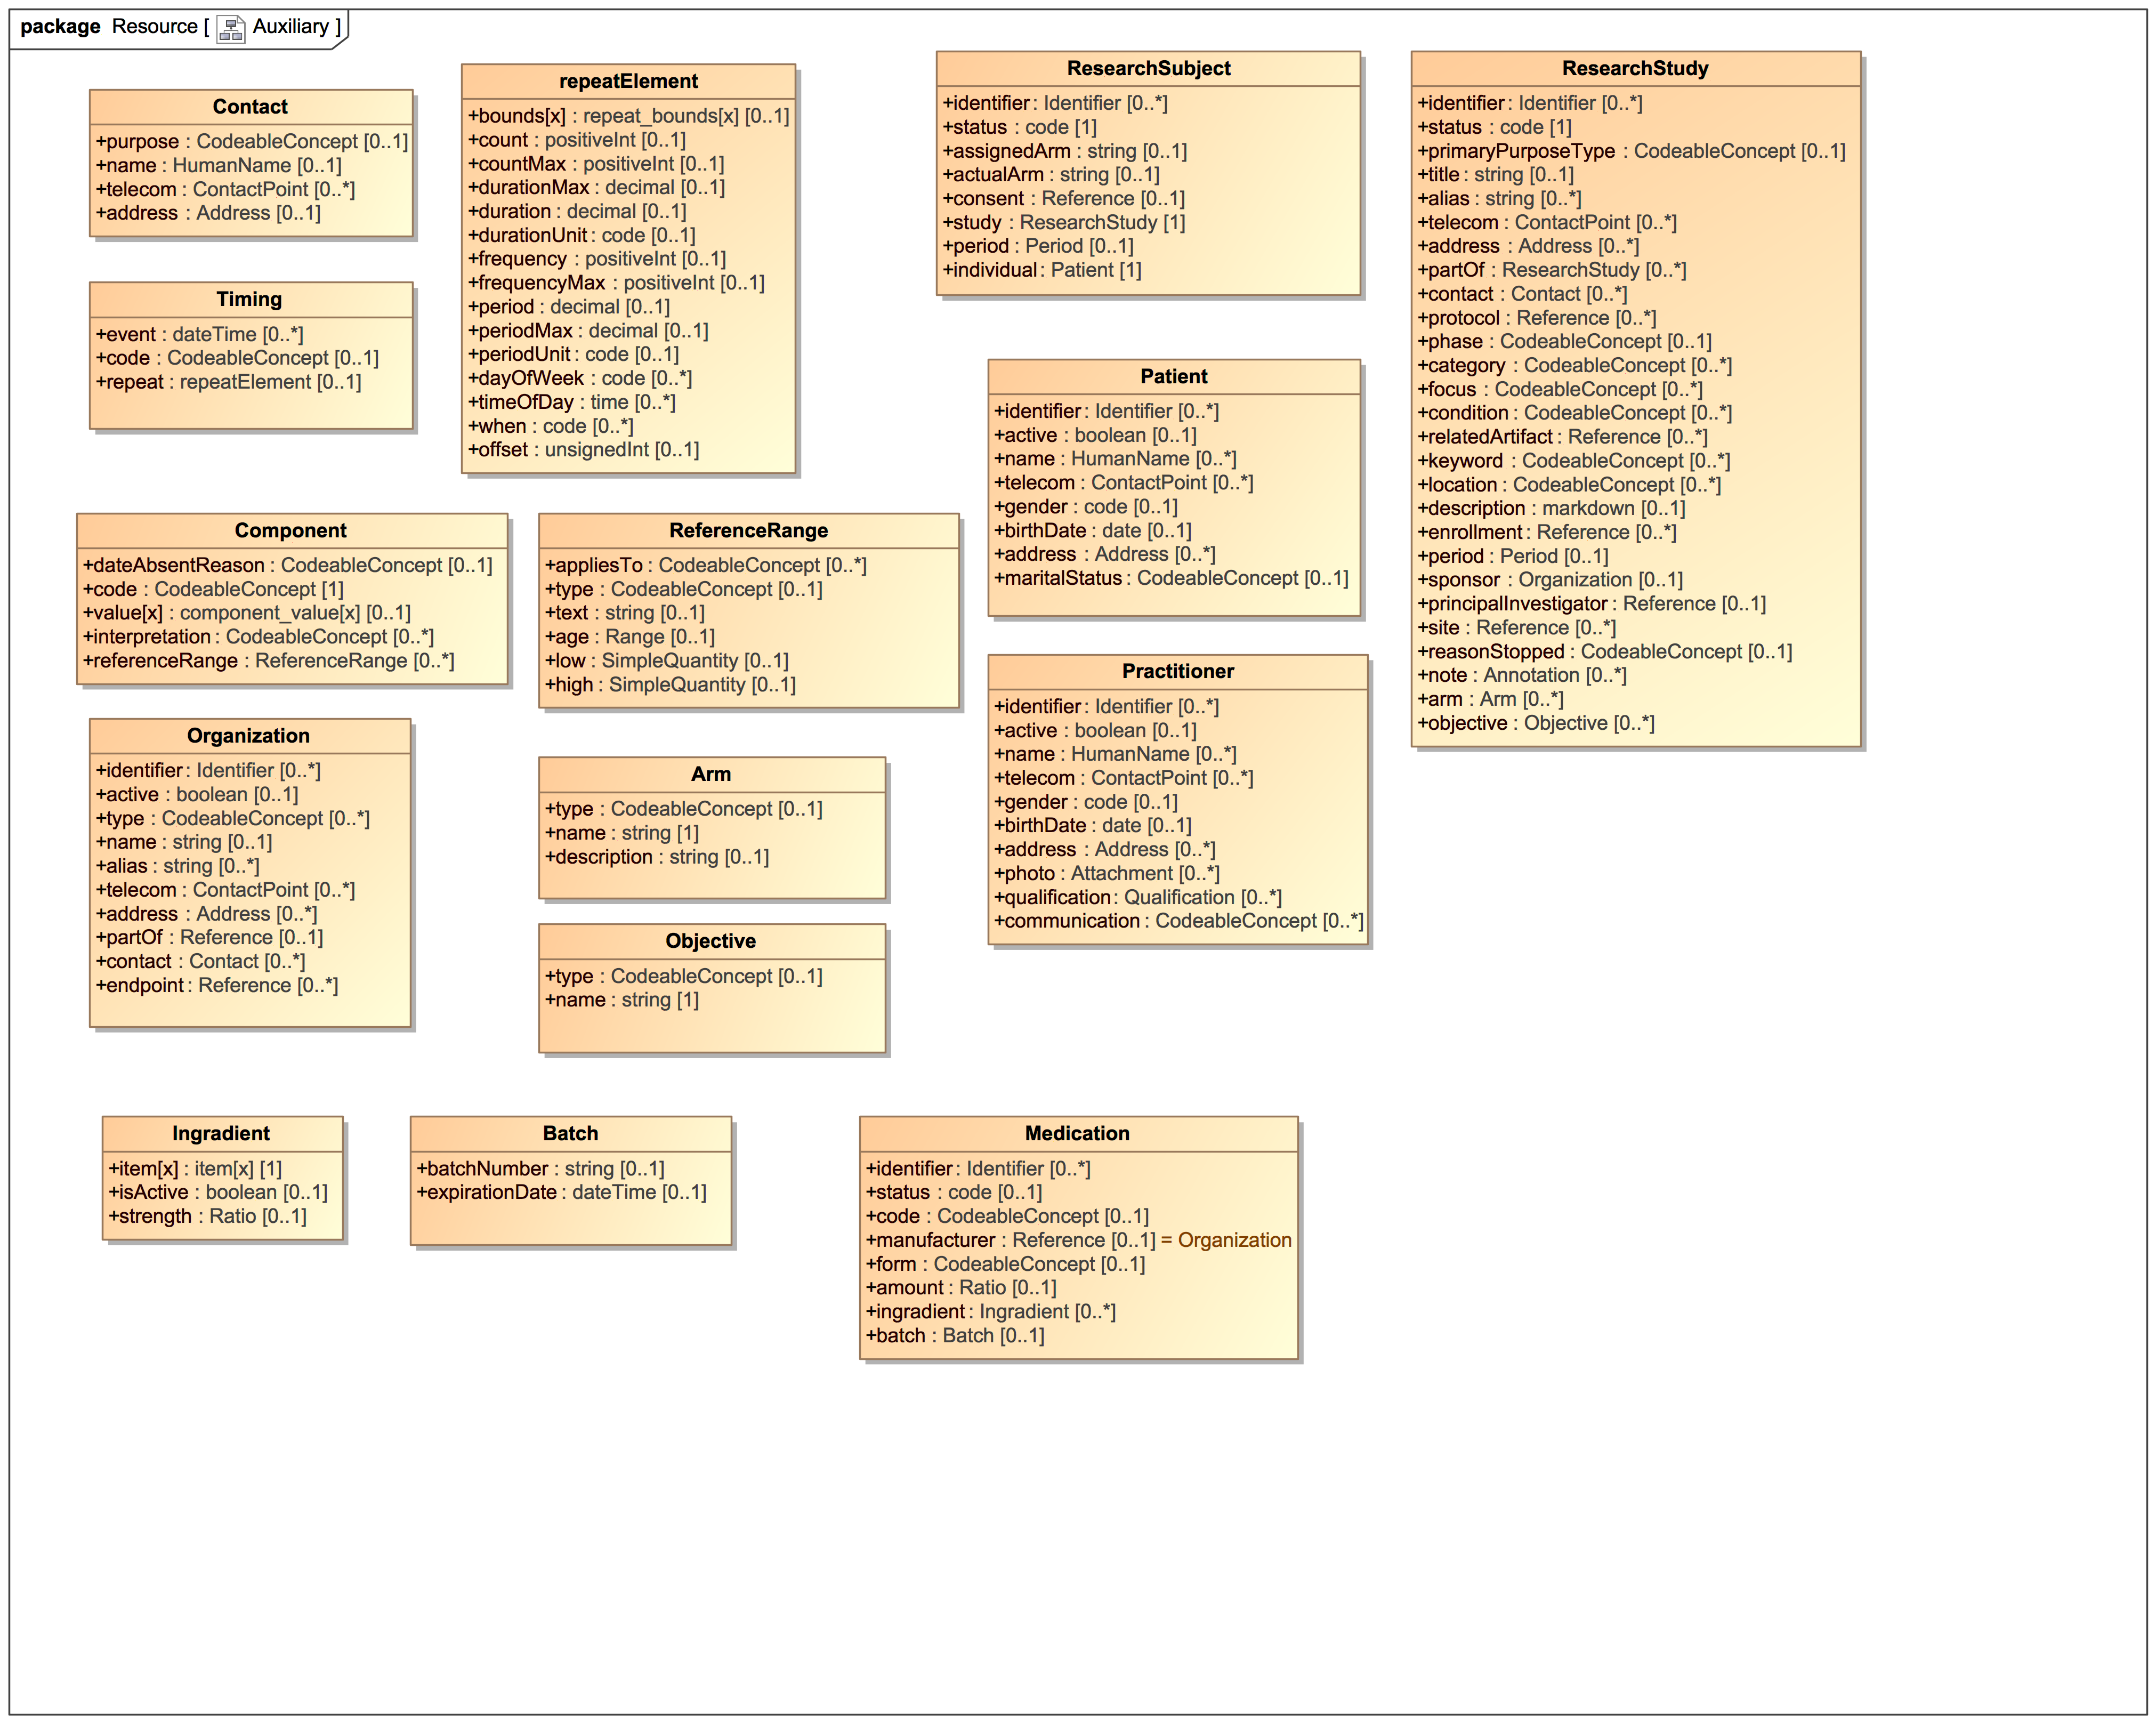 package Resource [ Auxiliary ]
Contact
+purpose : CodeableConcept [0..1]
+name : HumanName [0..1]
+telecom : ContactPoint [0..*]
+address : Address [0..1]
Timing
+event : dateTime [0..*]
+code : CodeableConcept [0..1]
+repeat : repeatElement [0..1]
repeatElement
+bounds[x] : repeat_bounds[x] [0..1]
+count : positiveInt [0..1]
+countMax : positiveInt [0..1]
+durationMax : decimal [0..1]
+duration : decimal [0..1]
+durationUnit : code [0..1]
+frequency : positiveInt [0..1]
+frequencyMax : positiveInt [0..1]
+period : decimal [0..1]
+periodMax : decimal [0..1]
+periodUnit : code [0..1]
+dayOfWeek : code [0..*]
+timeOfDay : time [0..*]
+when : code [0..*]
+offset : unsignedInt [0..1]
ResearchSubject
+identifier : Identifier [0..*]
+status : code [1]
+assignedArm : string [0..1]
+actualArm : string [0..1]
+consent : Reference [0..1]
+study : ResearchStudy [1]
+period : Period [0..1]
+individual : Patient [1]
ResearchStudy
+identifier : Identifier [0..*]
+status : code [1]
+primaryPurposeType : CodeableConcept [0..1]
+title : string [0..1]
+alias : string [0..*]
+telecom : ContactPoint [0..*]
+address : Address [0..*]
+partOf : ResearchStudy [0..*]
+contact : Contact [0..*]
+protocol : Reference [0..*]
+phase : CodeableConcept [0..1]
+category : CodeableConcept [0..*]
+focus : CodeableConcept [0..*]
+condition : CodeableConcept [0..*]
+relatedArtifact : Reference [0..*]
+keyword : CodeableConcept [0..*]
+location : CodeableConcept [0..*]
+description : markdown [0..1]
+enrollment : Reference [0..*]
+period : Period [0..1]
+sponsor : Organization [0..1]
+principalInvestigator : Reference [0..1]
+site : Reference [0..*]
+reasonStopped : CodeableConcept [0..1]
+note : Annotation [0..*]
+arm : Arm [0..*]
+objective : Objective [0..*]
Patient
+identifier : Identifier [0..*]
+active : boolean [0..1]
+name : HumanName [0..*]
+telecom : ContactPoint [0..*]
+gender : code [0..1]
+birthDate : date [0..1]
+address : Address [0..*]
+maritalStatus : CodeableConcept [0..1]
Component
+dateAbsentReason : CodeableConcept [0..1]
+code : CodeableConcept [1]
+value[x] : component_value[x] [0..1]
+interpretation : CodeableConcept [0..*]
+referenceRange : ReferenceRange [0..*]
ReferenceRange
+appliesTo : CodeableConcept [0..*]
+type : CodeableConcept [0..1]
+text : string [0..1]
+age : Range [0..1]
+low : SimpleQuantity [0..1]
+high : SimpleQuantity [0..1]
Practitioner
+identifier : Identifier [0..*]
+active : boolean [0..1]
+name : HumanName [0..*]
+telecom : ContactPoint [0..*]
+gender : code [0..1]
+birthDate : date [0..1]
+address : Address [0..*]
+photo : Attachment [0..*]
+qualification : Qualification [0..*]
+communication : CodeableConcept [0..*]
Organization
+identifier : Identifier [0..*]
+active : boolean [0..1]
+type : CodeableConcept [0..*]
+name : string [0..1]
+alias : string [0..*]
+telecom : ContactPoint [0..*]
+address : Address [0..*]
+partOf : Reference [0..1]
+contact : Contact [0..*]
+endpoint : Reference [0..*]
Arm
+type : CodeableConcept [0..1]
+name : string [1]
+description : string [0..1]
Objective
+type : CodeableConcept [0..1]
+name : string [1]
Ingradient
+item[x] : item[x] [1]
+isActive : boolean [0..1]
+strength : Ratio [0..1]
Batch
+batchNumber : string [0..1]
+expirationDate : dateTime [0..1]
Medication
+identifier : Identifier [0..*]
+status : code [0..1]
+code : CodeableConcept [0..1]
+manufacturer : Reference [0..1] = Organization
+form : CodeableConcept [0..1]
+amount : Ratio [0..1]
+ingradient : Ingradient [0..*]
+batch : Batch [0..1]